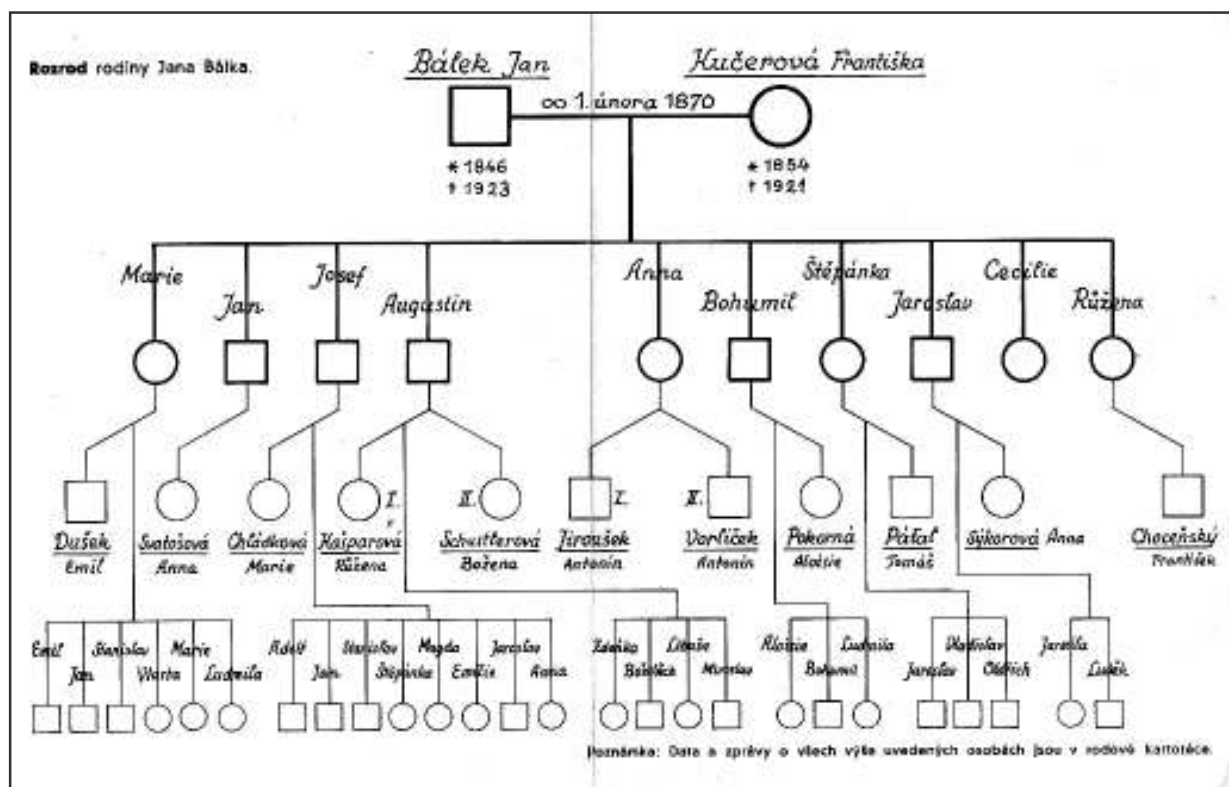 Rozrod rodiny Jana Bálka.
Bálek Jan
Kučerová Františka
oo 1. února 1870
* 1846
† 1923
* 1854
† 1921
Marie
Jan
Josef
Augustin
Anna
Bohumil
Štěpánka
Jaroslav
Cecilie
Růžena
I.
II.
I.
II.
Dušek
Emil
Svatošová
Anna
Chládková
Marie
Kašparová
Růžena
Schusterová
Božena
Jiroušek
Antonín
Vorlíček
Antonín
Pokorná
Aloisie
Páťal
Tomáš
Sýkorová Anna
Choceňský
František
Emil
Jan
Stanislav
Marta
Marie
Ludmila
Adolf
Jan
Stanislav
Štěpánka
Magda
Emilie
Jaroslav
Anna
Zdeňka
Libuše
Miroslav
Aloisie
Bohumil
Ludmila
Jaroslav
Vladislav
Oldřich
Jarmila
Luděk
Poznámka: Data a zprávy o všech výše uvedených osobách jsou v rodové kartotéce.